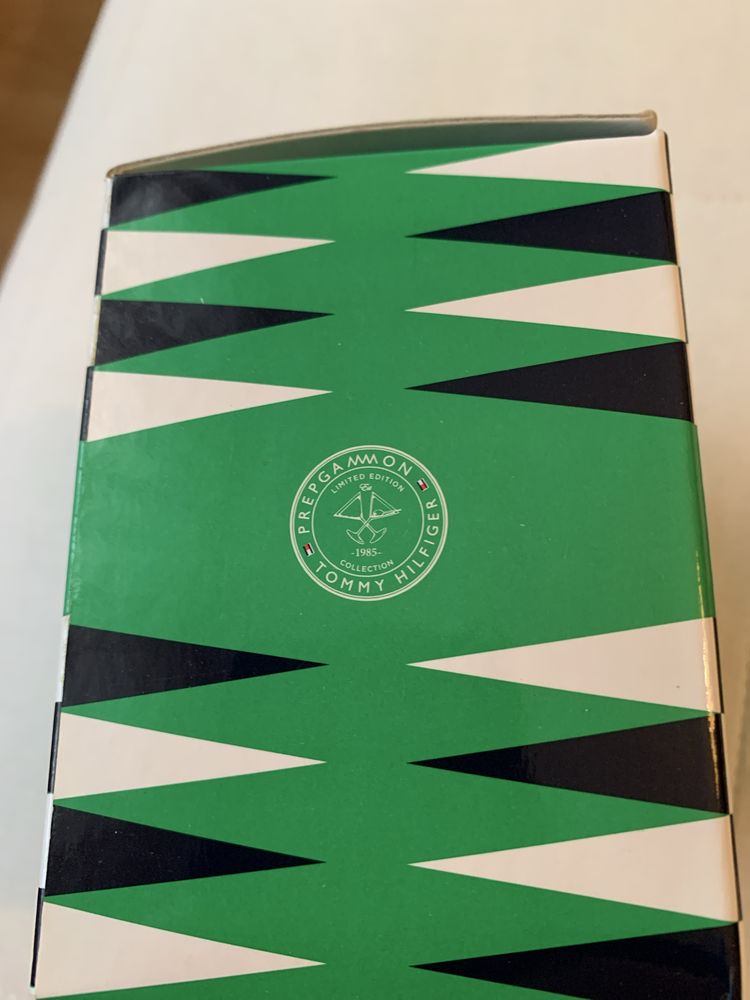 PREPGAMMON
LIMITED EDITION
-1985-
COLLECTION
TOMMY HILFIGER